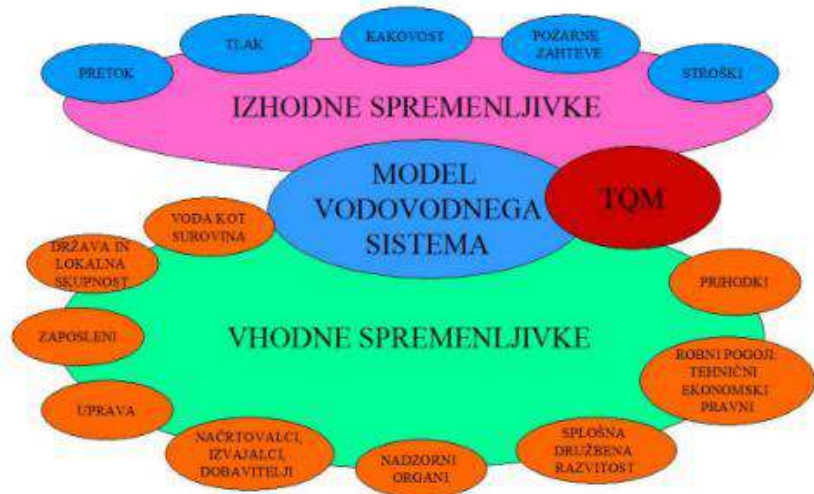 PRETOK
TLAK
KAKOVOST
POŽARNE
ZAHTEVE
STROŠKI
IZHODNE SPREMENLJIVKE
MODEL
VODOVODNEGA
SISTEMA
TQM
VODA KOT
SUROVINA
DRŽAVA IN
LOKALNA
SKUPNOST
ZAPOSLENI
UPRAVA
NAČRTOVALCI,
IZVAJALCI,
DOBAVITELJI
NADZORNI
ORGANI
SPLOŠNA
DRUŽBENA
RAZVITOST
ROBNI POGOJI:
TEHNIČNI
EKONOMSKI
PRAVNI
PRIHODKI
VHODNE SPREMENLJIVKE